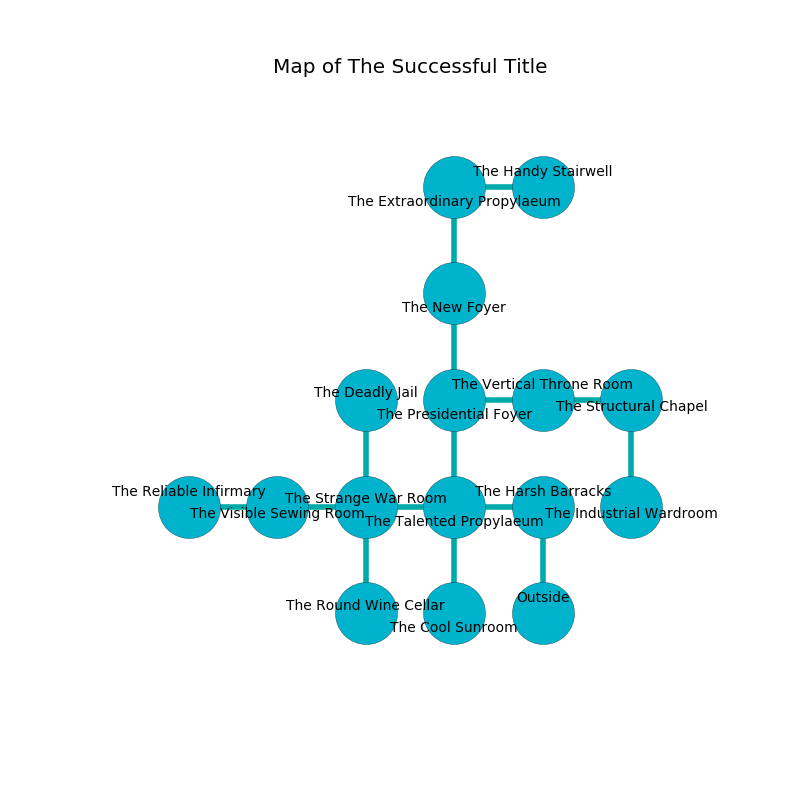 Map of The Successful Title
The Handy Stairwell
The Extraordinary Propylaeum
The New Foyer
The Vertical Throne Room
The Deadly Jail
The Structural Chapel
The Presidential Foyer
The Reliable Infirmary
The Harsh Barracks
The Strange War Room
The Visible Sewing Room
The Industrial Wardroom
The Talented Propylaeum
Outside
The Round Wine Cellar
The Cool Sunroom